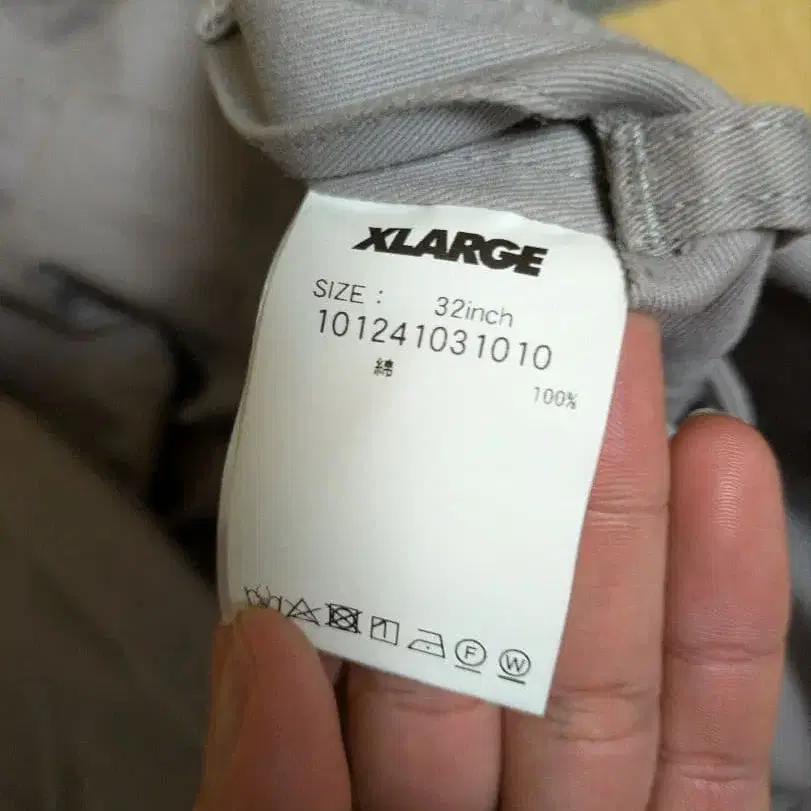 XLARGE
SIZE : 32inch
101241031010
綿
100%
F W